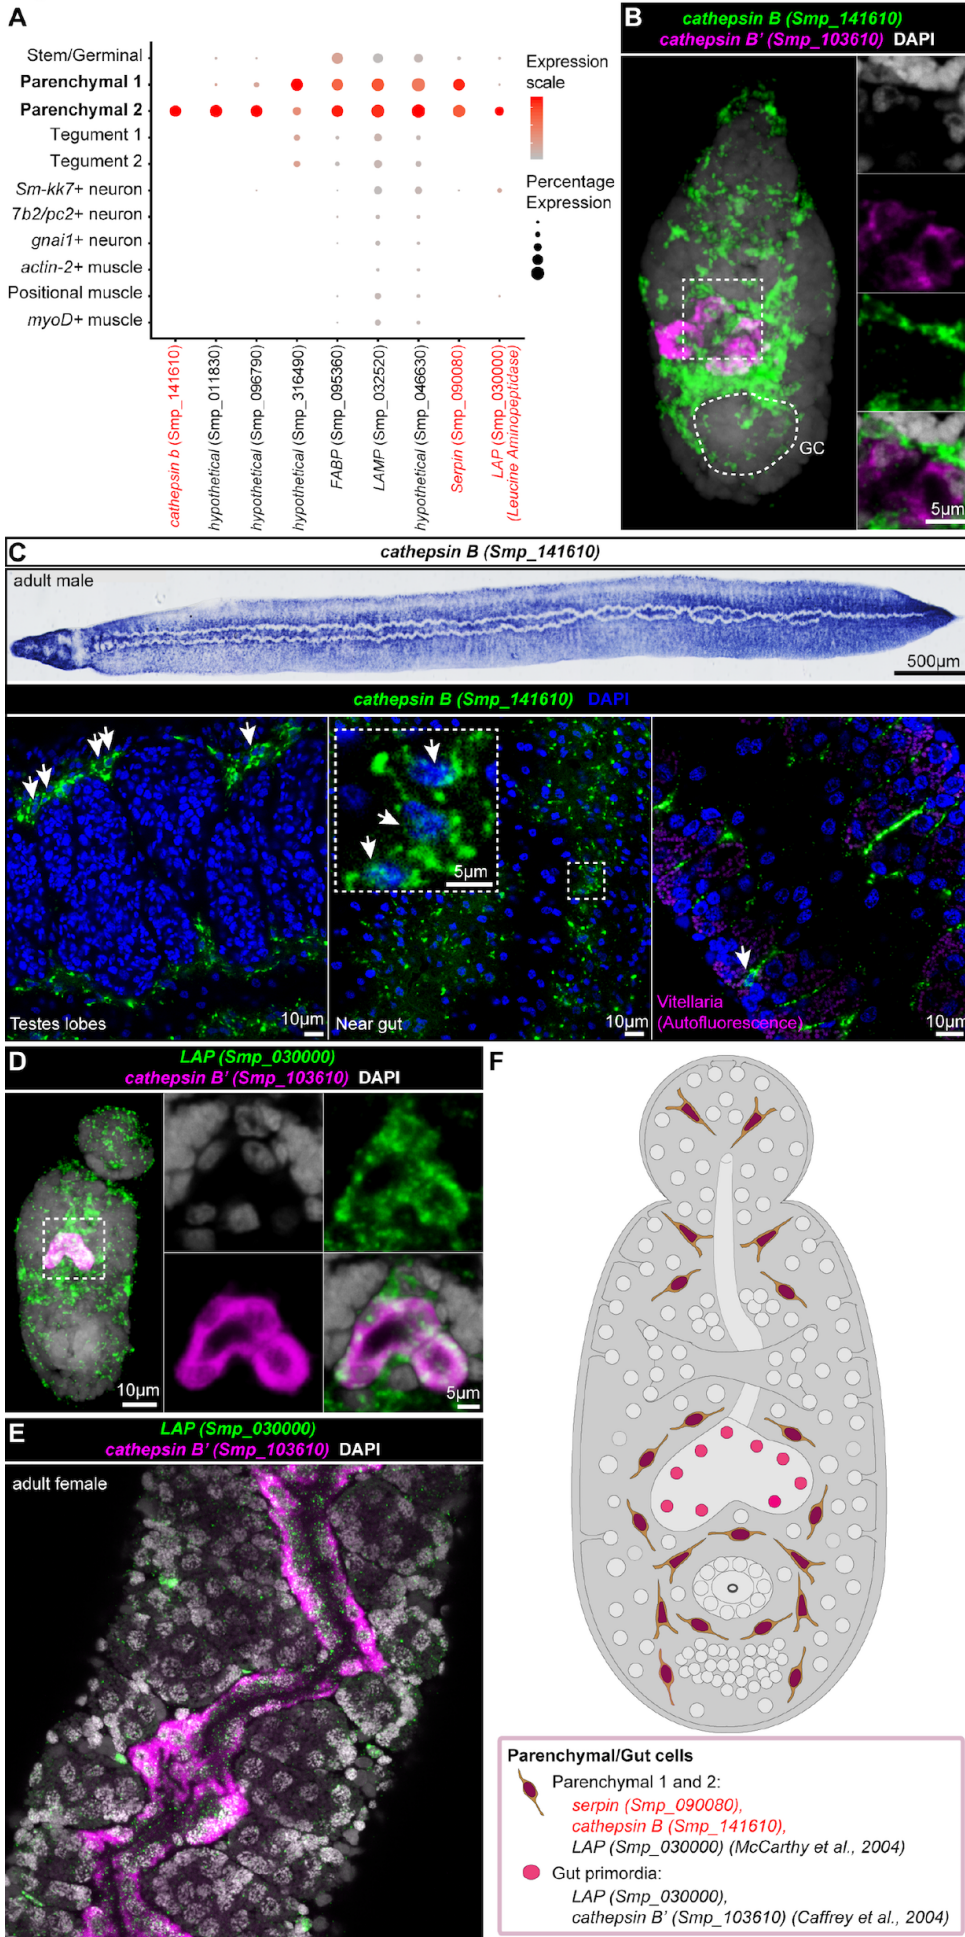 A
Stem/Germinal
Parenchymal 1
Parenchymal 2
Tegument 1
Tegument 2
Sm-kk7+ neuron
7b2/pc2+ neuron
gnai1+ neuron
actin-2+ muscle
Positional muscle
myoD+ muscle
cathepsin b (Smp_141610)
hypothetical (Smp_011830)
hypothetical (Smp_096790)
hypothetical (Smp_316490)
FABP (Smp_095360)
LAMP (Smp_032520)
hypothetical (Smp_046630)
Serpin (Smp_090080)
LAP (Smp_030000)
(Leucine Aminopeptidase)
Expression
scale
Percentage
Expression
B
cathepsin B (Smp_141610)
cathepsin B' (Smp_103610) DAPI
GC
5µm
C
cathepsin B (Smp_141610)
adult male
500µm
cathepsin B (Smp_141610) DAPI
Testes lobes
10µm
5µm
Near gut
10µm
Vitellaria
(Autofluorescence)
10µm
D
LAP (Smp_030000)
cathepsin B' (Smp_103610) DAPI
10µm
5µm
E
LAP (Smp_030000)
cathepsin B' (Smp_103610) DAPI
adult female
F
Parenchymal/Gut cells
Parenchymal 1 and 2:
serpin (Smp_090080),
cathepsin B (Smp_141610),
LAP (Smp_030000) (McCarthy et al., 2004)
Gut primordia:
LAP (Smp_030000),
cathepsin B' (Smp_103610) (Caffrey et al., 2004)